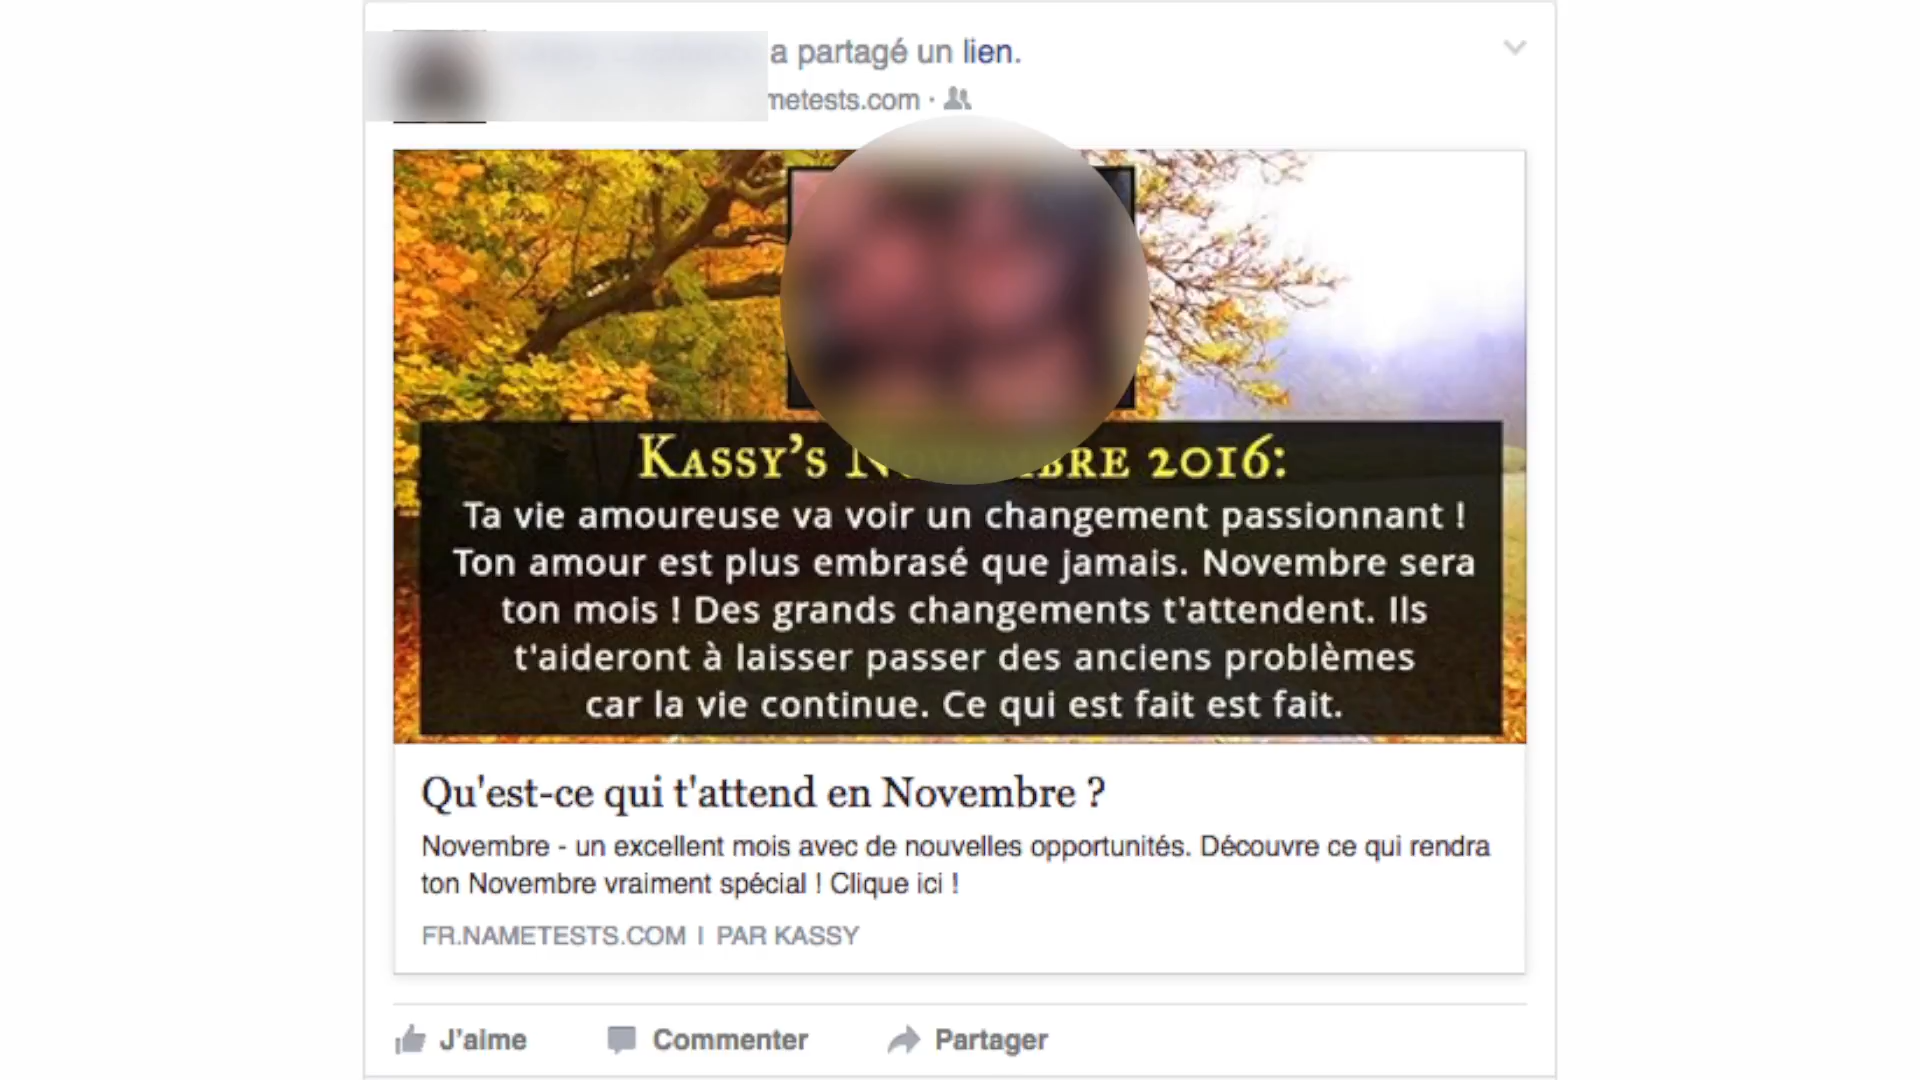 a partagé un lien.
metests.com ·
KASSY'S NOVEMBRE 2016:
Ta vie amoureuse va voir un changement passionnant !
Ton amour est plus embrasé que jamais. Novembre sera
ton mois ! Des grands changements t'attendent. Ils
t'aideront à laisser passer des anciens problèmes
car la vie continue. Ce qui est fait est fait.
Qu'est-ce qui t'attend en Novembre ?
Novembre - un excellent mois avec de nouvelles opportunités. Découvre ce qui rendra
ton Novembre vraiment spécial ! Clique ici !
FR.NAMETESTS.COM | PAR KASSY
J'aime Commenter Partager